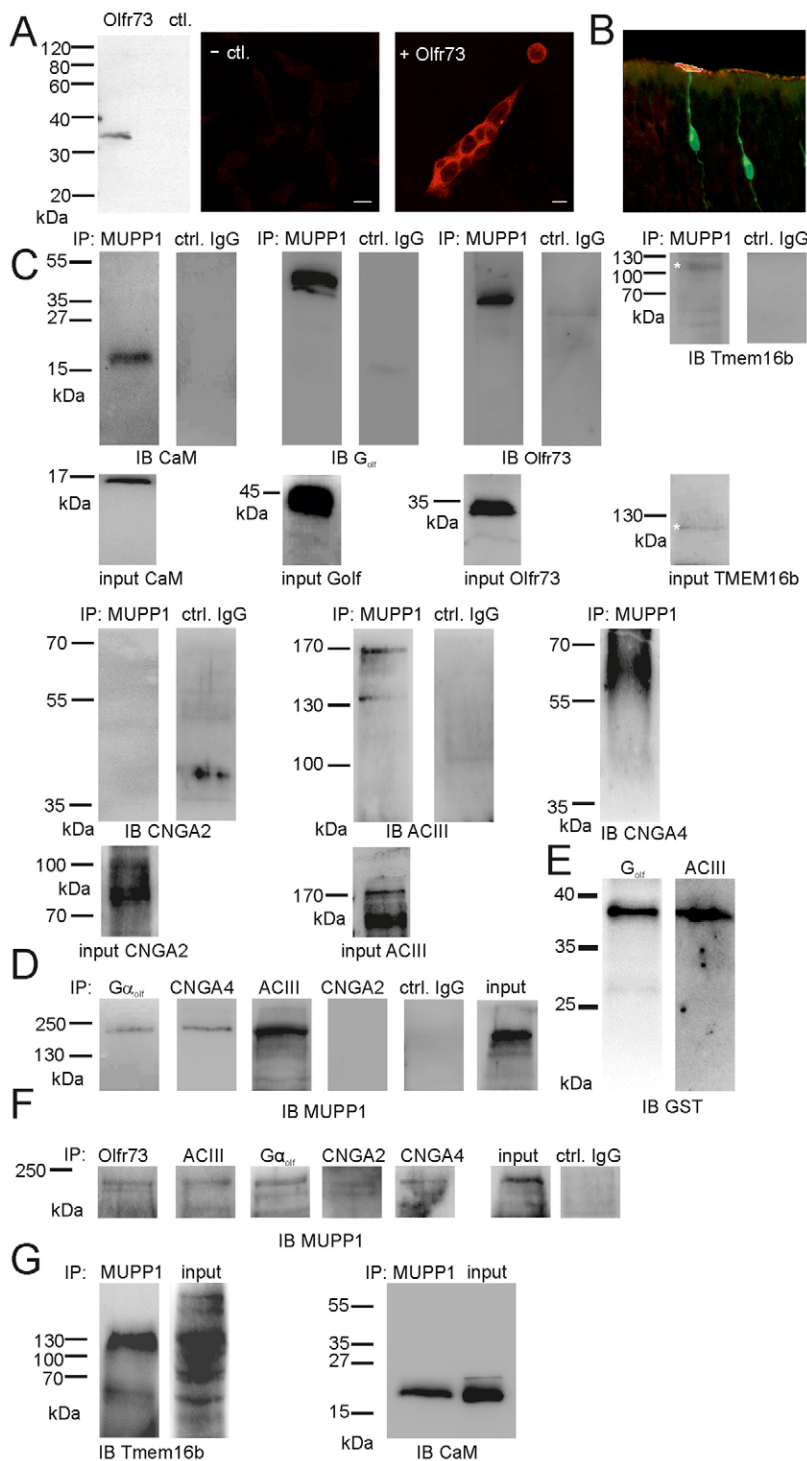 A
Olfr73 ctl.
120
80
60
40
30
20
kDa
- ctl.
+ Olfr73
B
C
IP: MUPP1 ctrl. IgG
55
35
27
15
kDa
IB CaM
IP: MUPP1 ctrl. IgG
IB Golf
IP: MUPP1 ctrl. IgG
IB Olfr73
IP: MUPP1 ctrl. IgG
130
100
70
*
kDa
IB Tmem16b
17
kDa
input CaM
45
kDa
input Golf
35
kDa
input Olfr73
130
*
kDa
input TMEM16b
IP: MUPP1 ctrl. IgG
70
55
35
kDa
IB CNGA2
IP: MUPP1 ctrl. IgG
170
130
100
kDa
IB ACIII
IP: MUPP1
70
55
35
kDa
IB CNGA4
100
kDa
70
input CNGA2
170
kDa
input ACIII
E
Golf ACIII
40
35
25
kDa
IB GST
D
IP: Gαolf CNGA4 ACIII CNGA2 ctrl. IgG input
250
130
kDa
IB MUPP1
F
IP: Olfr73 ACIII Gαolf CNGA2 CNGA4 input ctrl. IgG
250
kDa
IB MUPP1
G
IP: MUPP1 input
130
100
70
kDa
IB Tmem16b
IP: MUPP1 input
55
35
27
15
kDa
IB CaM